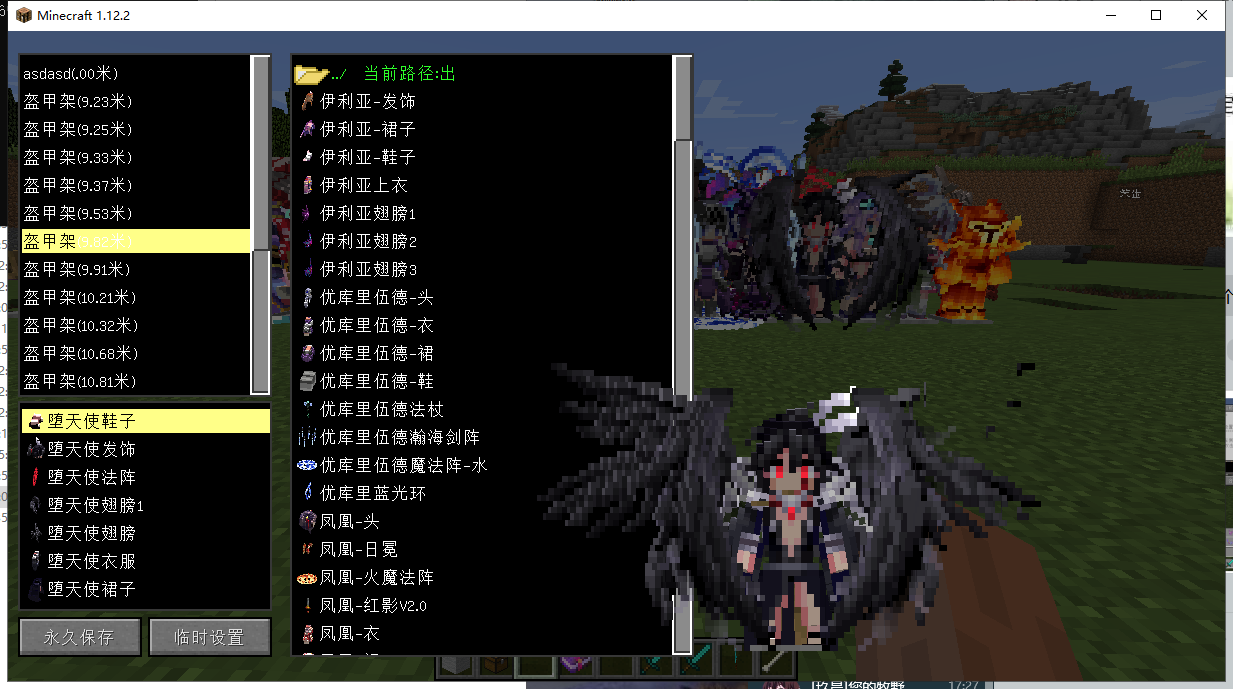 Minecraft 1.12.2
asdasd(.00米)
盔甲架(9.23米)
盔甲架(9.25米)
盔甲架(9.33米)
盔甲架(9.37米)
盔甲架(9.53米)
盔甲架
盔甲架(9.91米)
盔甲架(10.21米)
盔甲架(10.32米)
盔甲架(10.68米)
盔甲架(10.81米)
堕天使鞋子
堕天使发饰
堕天使法阵
堕天使翅膀1
堕天使翅膀
堕天使衣服
堕天使裙子
永久保存
临时设置
../ 当前路径:出
伊利亚-发饰
伊利亚-裙子
伊利亚-鞋子
伊利亚上衣
伊利亚翅膀1
伊利亚翅膀2
伊利亚翅膀3
优库里伍德-头
优库里伍德-衣
优库里伍德-裙
优库里伍德-鞋
优库里伍德法杖
优库里伍德瀚海剑阵
优库里伍德魔法阵-水
优库里蓝光环
凤凰-头
凤凰-日冕
凤凰-火魔法阵
凤凰-红影V2.0
凤凰-衣
17:27